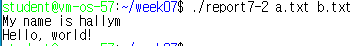 student@vm-os-57:~/week07$ ./report7-2 a.txt b.txt
My name is hallym
Hello, world!